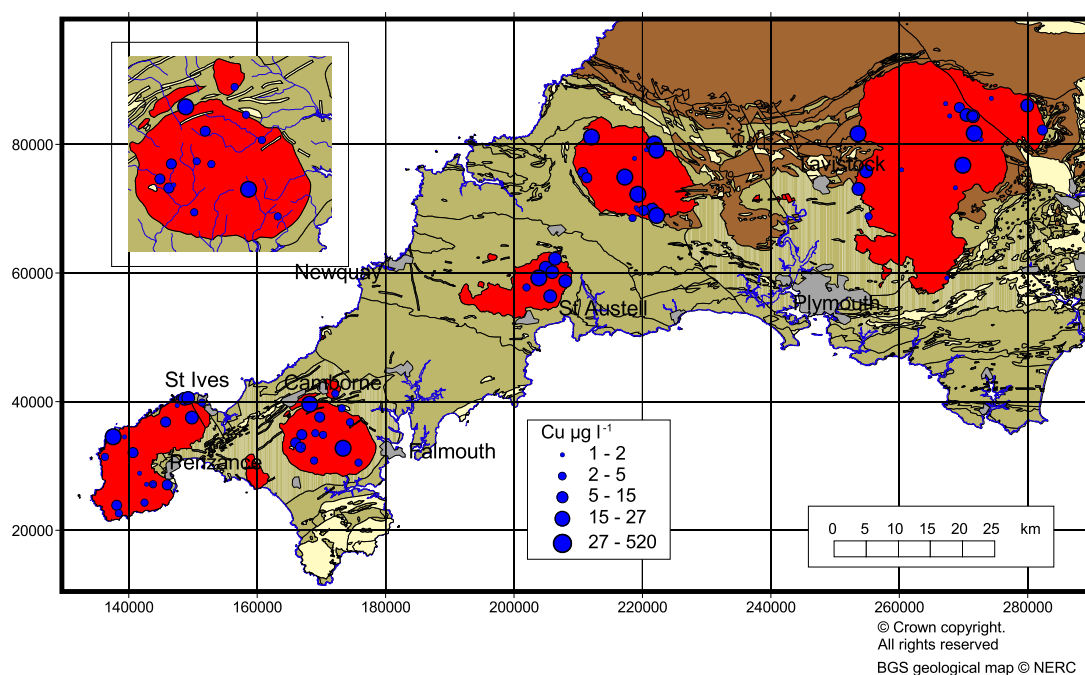 80000
60000
40000
20000
140000
160000
180000
200000
220000
240000
260000
280000
Tavistock
Newquay
St Austell
Plymouth
St Ives
Camborne
Penzance
Falmouth
Cu µg l⁻¹
1 - 2
2 - 5
5 - 15
15 - 27
27 - 520
0 5 10 15 20 25 km
© Crown copyright.
All rights reserved
BGS geological map © NERC